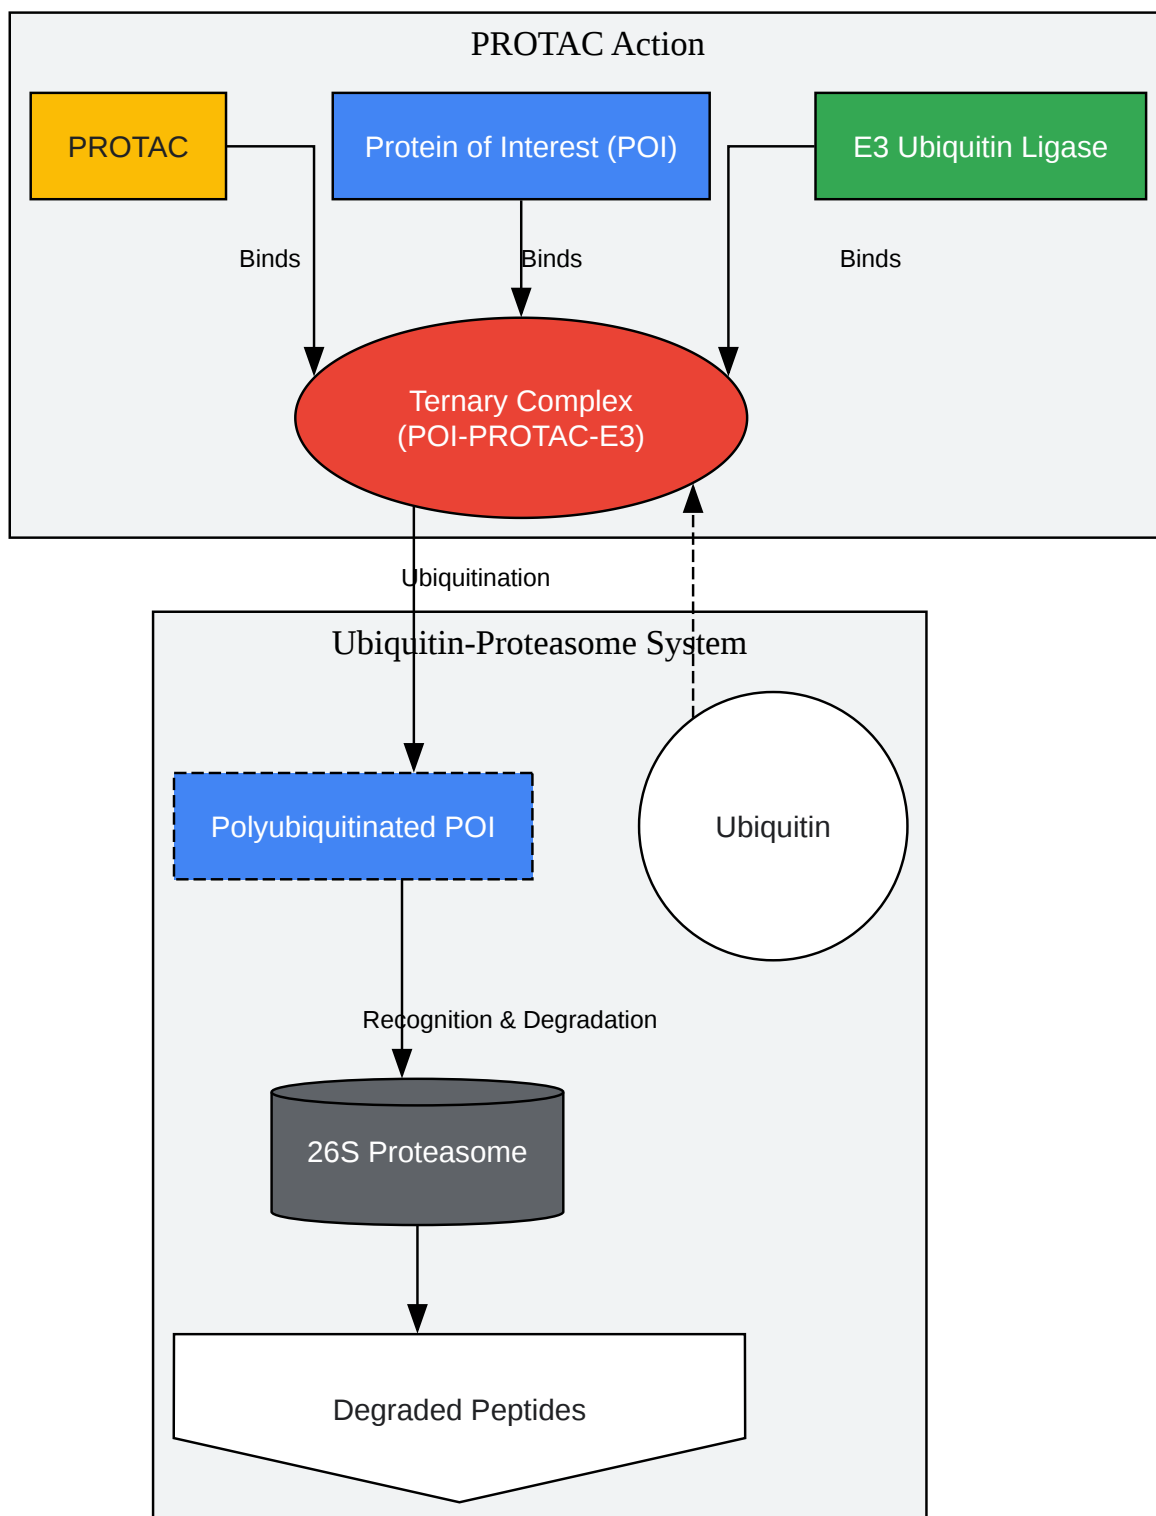 PROTAC Action
PROTAC
Protein of Interest (POI)
E3 Ubiquitin Ligase
Binds
Binds
Binds
Ternary Complex
(POI-PROTAC-E3)
Ubiquitination
Ubiquitin-Proteasome System
Polyubiquitinated POI
Ubiquitin
Recognition & Degradation
26S Proteasome
Degraded Peptides